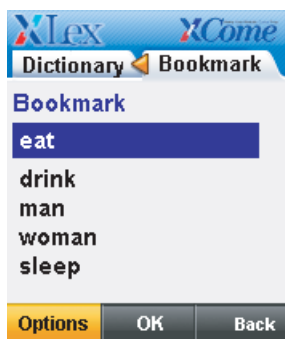 XLex XCome
Dictionary Bookmark
Bookmark
eat
drink
man
woman
sleep
Options OK Back